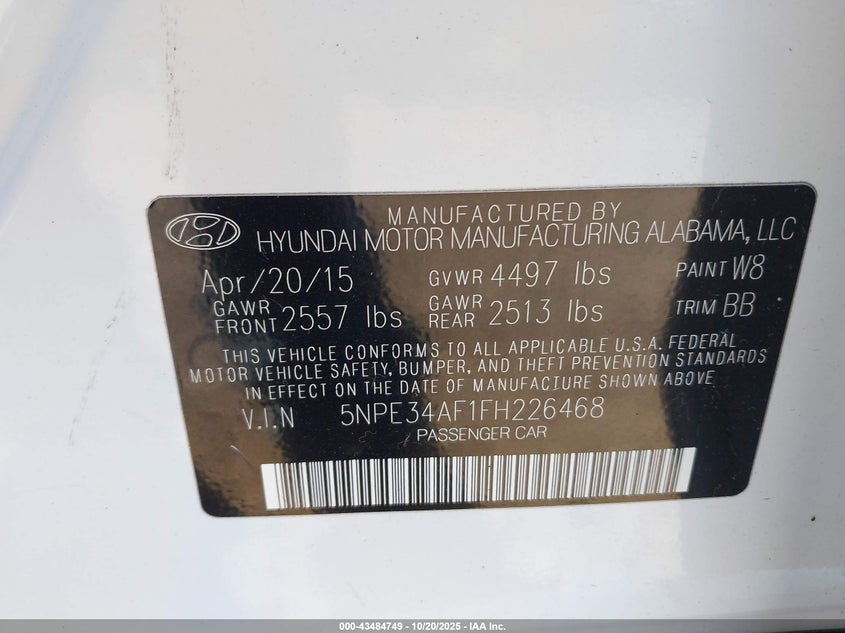 MANUFACTURED BY
HYUNDAI MOTOR MANUFACTURING ALABAMA, LLC
Apr/20/15 GVWR 4497 lbs PAINT W8
GAWR FRONT 2557 lbs GAWR REAR 2513 lbs TRIM BB
THIS VEHICLE CONFORMS TO ALL APPLICABLE U.S.A. FEDERAL
MOTOR VEHICLE SAFETY, BUMPER, AND THEFT PREVENTION STANDARDS
IN EFFECT ON THE DATE OF MANUFACTURE SHOWN ABOVE
V.I.N 5NPE34AF1FH226468
PASSENGER CAR
000-43484749 - 10/20/2025 - IAA Inc.